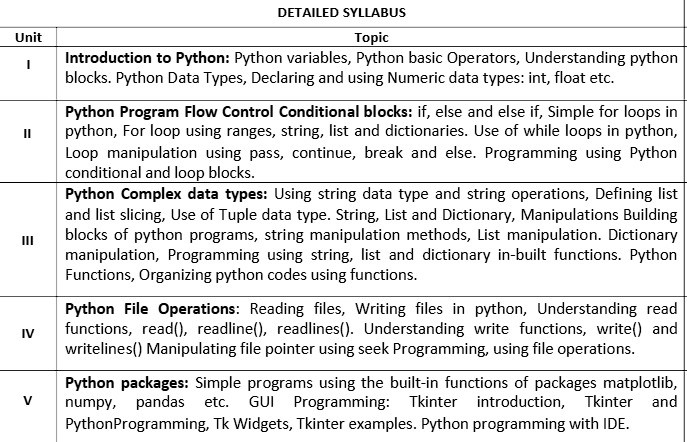 DETAILED SYLLABUS
Unit Topic
I Introduction to Python: Python variables, Python basic Operators, Understanding python
blocks. Python Data Types, Declaring and using Numeric data types: int, float etc.
Python Program Flow Control Conditional blocks: if, else and else if, Simple for loops in
II python, For loop using ranges, string, list and dictionaries. Use of while loops in python,
Loop manipulation using pass, continue, break and else. Programming using Python
conditional and loop blocks.
Python Complex data types: Using string data type and string operations, Defining list
and list slicing, Use of Tuple data type. String, List and Dictionary, Manipulations Building
III blocks of python programs, string manipulation methods, List manipulation. Dictionary
manipulation, Programming using string, list and dictionary in-built functions. Python
Functions, Organizing python codes using functions.
Python File Operations: Reading files, Writing files in python, Understanding read
IV functions, read(), readline(), readlines(). Understanding write functions, write() and
writelines() Manipulating file pointer using seek Programming, using file operations.
Python packages: Simple programs using the built-in functions of packages matplotlib,
V numpy, pandas etc. GUI Programming: Tkinter introduction, Tkinter and
PythonProgramming, Tk Widgets, Tkinter examples. Python programming with IDE.